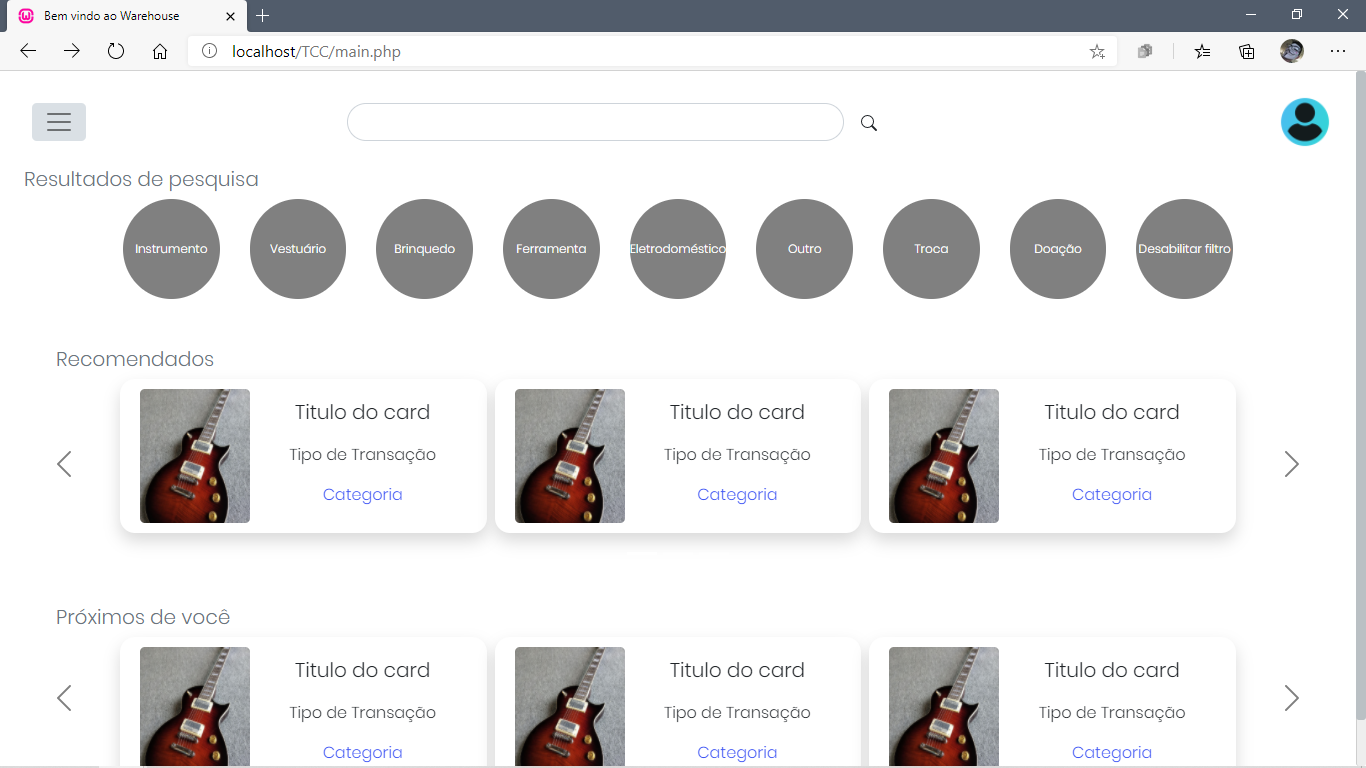 Bem vindo ao Warehouse
localhost/TCC/main.php
Resultados de pesquisa
Instrumento Vestuário Brinquedo Ferramenta Eletrodoméstico Outro Troca Doação Desabilitar filtro
Recomendados
Titulo do card Titulo do card Titulo do card
Tipo de Transação Tipo de Transação Tipo de Transação
Categoria Categoria Categoria
Próximos de você
Titulo do card Titulo do card Titulo do card
Tipo de Transação Tipo de Transação Tipo de Transação
Categoria Categoria Categoria